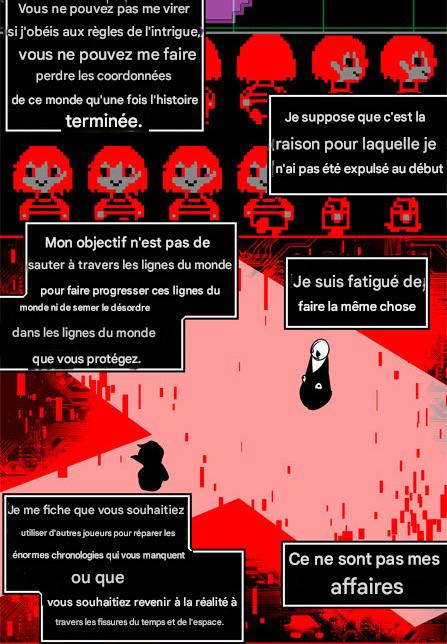 Vous ne pouvez pas me virer
si j'obéis aux règles de l'intrigue,
vous ne pouvez me faire
perdre les coordonnées
de ce monde qu'une fois l'histoire
terminée.
Je suppose que c'est la
raison pour laquelle je
n'ai pas été expulsé au début
Mon objectif n'est pas de
sauter à travers les lignes du monde
pour faire progresser ces lignes du
monde ni de semer le désordre
dans les lignes du monde
que vous protégez.
Je suis fatigué de
faire la même chose
Je me fiche que vous souhaitiez
utiliser d'autres joueurs pour réparer les
énormes chronologies qui vous manquent
ou que
vous souhaitiez revenir à la réalité à
travers les fissures du temps et de l'espace.
Ce ne sont pas mes
affaires